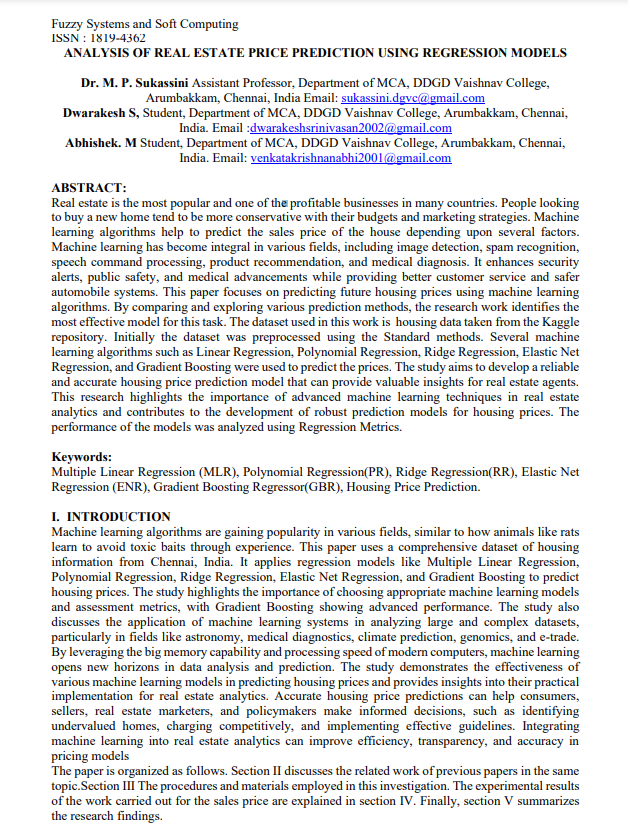 Fuzzy Systems and Soft Computing
ISSN : 1819-4362
ANALYSIS OF REAL ESTATE PRICE PREDICTION USING REGRESSION MODELS
Dr. M. P. Sukassini Assistant Professor, Department of MCA, DDGD Vaishnav College,
Arumbakkam, Chennai, India Email: sukassini.dgvc@gmail.com
Dwarakesh S, Student, Department of MCA, DDGD Vaishnav College, Arumbakkam, Chennai,
India. Email :dwarakeshsrinivasan2002@gmail.com
Abhishek. M Student, Department of MCA, DDGD Vaishnav College, Arumbakkam, Chennai,
India. Email: venkatakrishnanabhi2001@gmail.com
ABSTRACT:
Real estate is the most popular and one of the profitable businesses in many countries. People looking
to buy a new home tend to be more conservative with their budgets and marketing strategies. Machine
learning algorithms help to predict the sales price of the house depending upon several factors.
Machine learning has become integral in various fields, including image detection, spam recognition,
speech command processing, product recommendation, and medical diagnosis. It enhances security
alerts, public safety, and medical advancements while providing better customer service and safer
automobile systems. This paper focuses on predicting future housing prices using machine learning
algorithms. By comparing and exploring various prediction methods, the research work identifies the
most effective model for this task. The dataset used in this work is housing data taken from the Kaggle
repository. Initially the dataset was preprocessed using the Standard methods. Several machine
learning algorithms such as Linear Regression, Polynomial Regression, Ridge Regression, Elastic Net
Regression, and Gradient Boosting were used to predict the prices. The study aims to develop a reliable
and accurate housing price prediction model that can provide valuable insights for real estate agents.
This research highlights the importance of advanced machine learning techniques in real estate
analytics and contributes to the development of robust prediction models for housing prices. The
performance of the models was analyzed using Regression Metrics.
Keywords:
Multiple Linear Regression (MLR), Polynomial Regression(PR), Ridge Regression(RR), Elastic Net
Regression (ENR), Gradient Boosting Regressor(GBR), Housing Price Prediction.
I. INTRODUCTION
Machine learning algorithms are gaining popularity in various fields, similar to how animals like rats
learn to avoid toxic baits through experience. This paper uses a comprehensive dataset of housing
information from Chennai, India. It applies regression models like Multiple Linear Regression,
Polynomial Regression, Ridge Regression, Elastic Net Regression, and Gradient Boosting to predict
housing prices. The study highlights the importance of choosing appropriate machine learning models
and assessment metrics, with Gradient Boosting showing advanced performance. The study also
discusses the application of machine learning systems in analyzing large and complex datasets,
particularly in fields like astronomy, medical diagnostics, climate prediction, genomics, and e-trade.
By leveraging the big memory capability and processing speed of modern computers, machine learning
opens new horizons in data analysis and prediction. The study demonstrates the effectiveness of
various machine learning models in predicting housing prices and provides insights into their practical
implementation for real estate analytics. Accurate housing price predictions can help consumers,
sellers, real estate marketers, and policymakers make informed decisions, such as identifying
undervalued homes, charging competitively, and implementing effective guidelines. Integrating
machine learning into real estate analytics can improve efficiency, transparency, and accuracy in
pricing models
The paper is organized as follows. Section II discusses the related work of previous papers in the same
topic.Section III The procedures and materials employed in this investigation. The experimental results
of the work carried out for the sales price are explained in section IV. Finally, section V summarizes
the research findings.